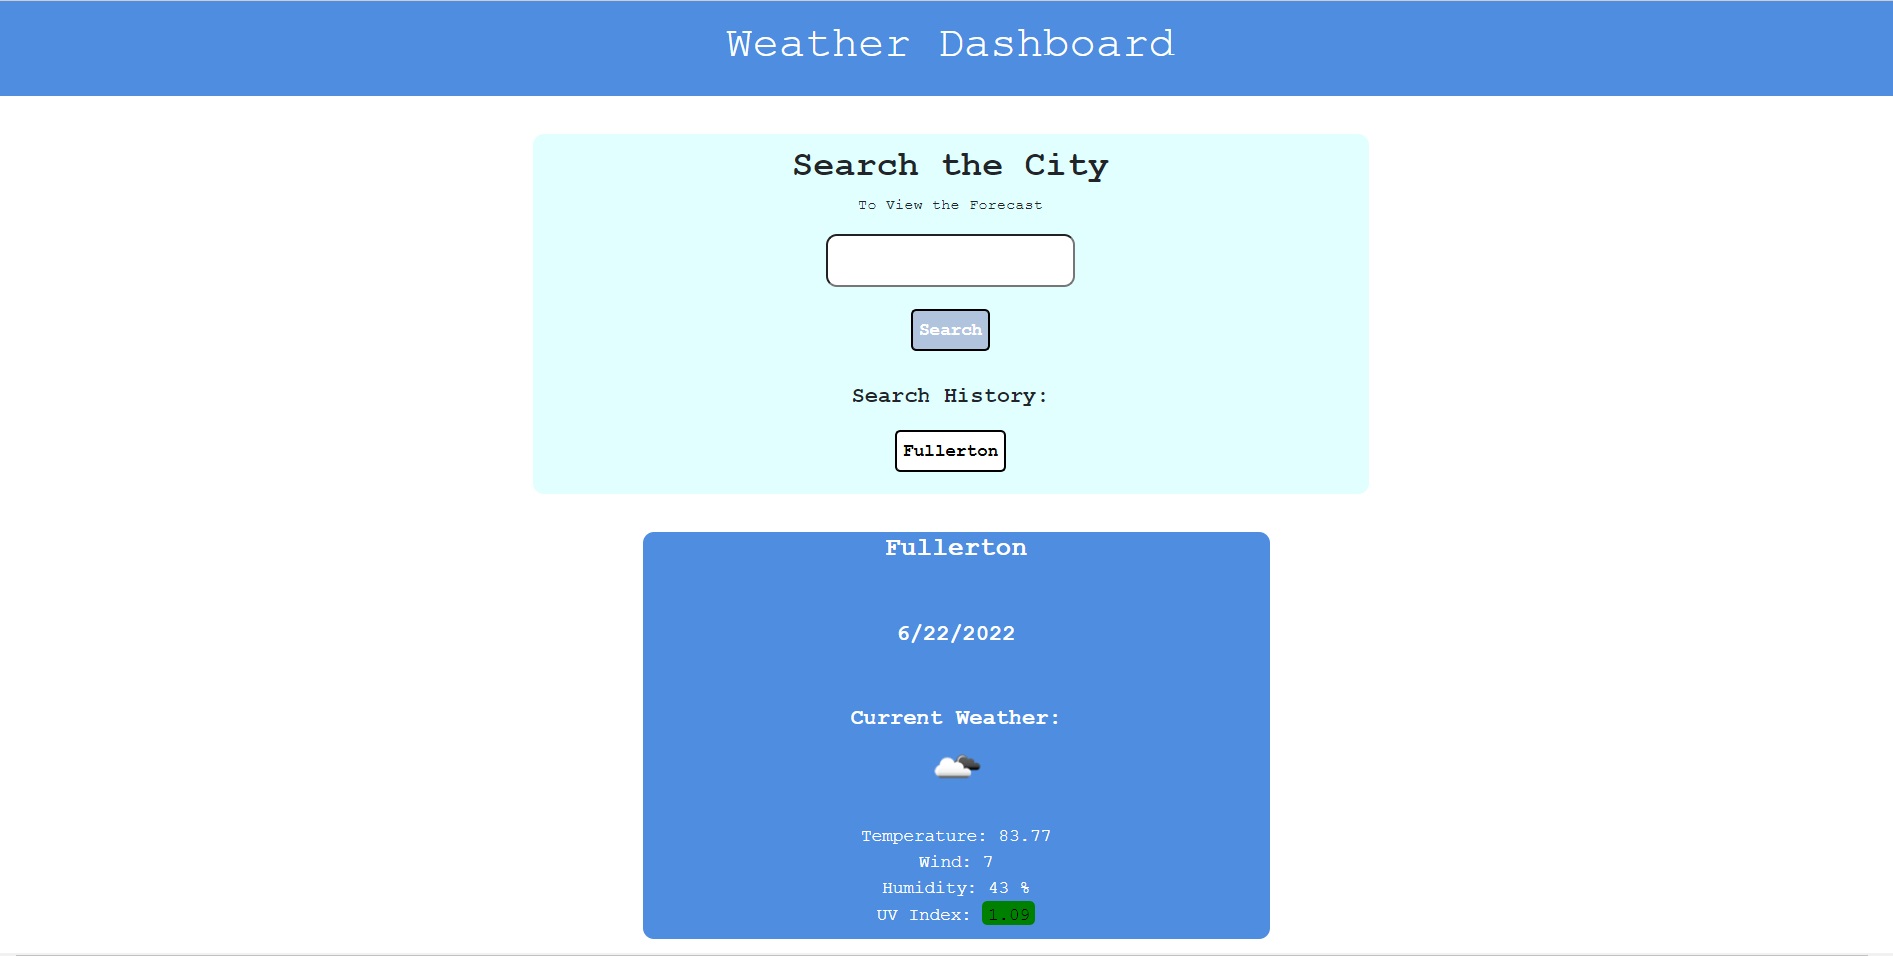 Weather Dashboard
Search the City
To View the Forecast
Search
Search History:
Fullerton
Fullerton
6/22/2022
Current Weather:
Temperature: 83.77
Wind: 7
Humidity: 43 %
UV Index: 1.09